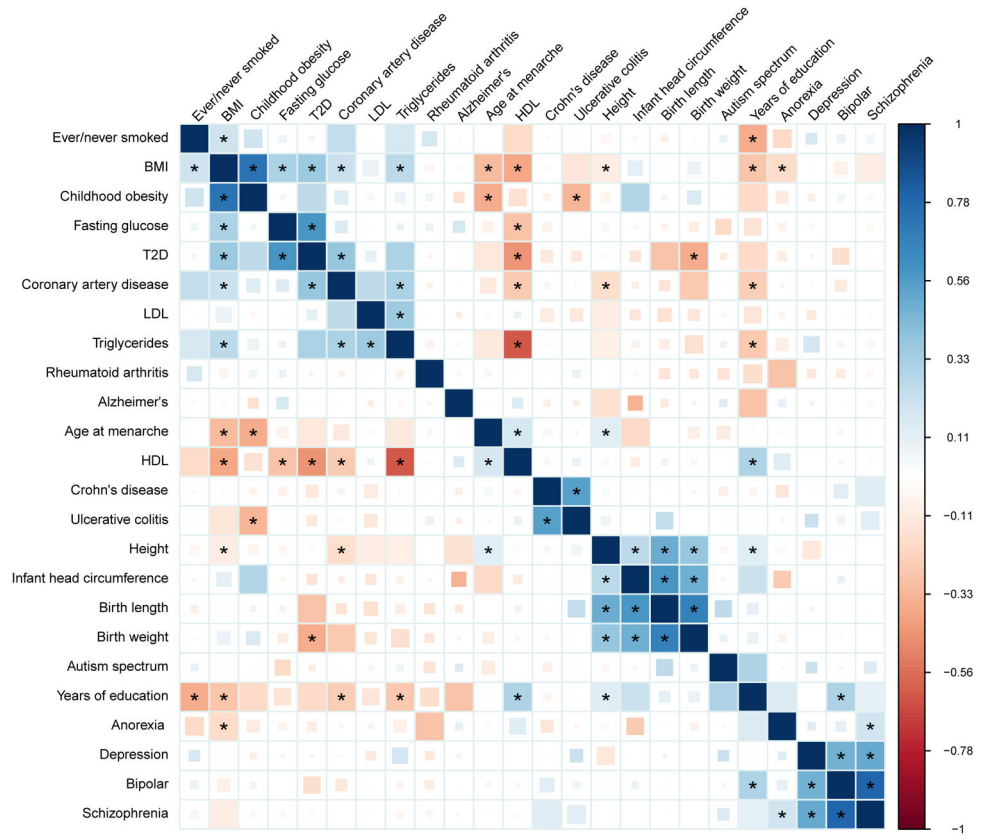 Ever/never smoked
BMI
Childhood obesity
Fasting glucose
T2D
Coronary artery disease
LDL
Triglycerides
Rheumatoid arthritis
Alzheimer's
Age at menarche
HDL
Crohn's disease
Ulcerative colitis
Height
Infant head circumference
Birth length
Birth weight
Autism spectrum
Years of education
Anorexia
Depression
Bipolar
Schizophrenia
Ever/never smoked * *
BMI * * * * * * * * * * *
Childhood obesity * * *
Fasting glucose * * *
T2D * * * * *
Coronary artery disease * * * * * *
LDL *
Triglycerides * * * * *
Rheumatoid arthritis
Alzheimer's
Age at menarche * * * *
HDL * * * * * * *
Crohn's disease *
Ulcerative colitis * *
Height * * * * * * *
Infant head circumference * * *
Birth length * * *
Birth weight * * * *
Autism spectrum
Years of education * * * * * * *
Anorexia * *
Depression * *
Bipolar * * *
Schizophrenia * * *
1
0.78
0.56
0.33
0.11
−0.11
−0.33
−0.56
−0.78
−1